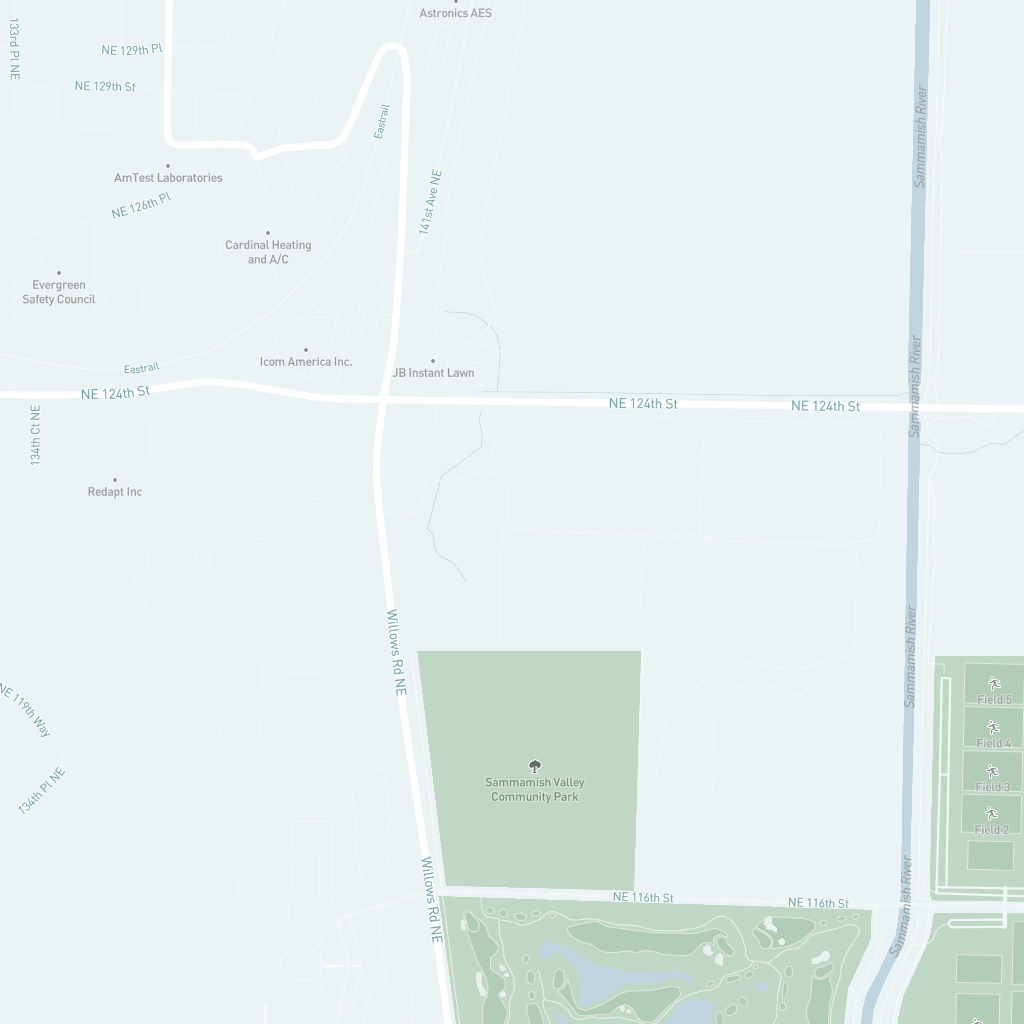 Astronics AES
133rd Pl NE
NE 129th Pl
NE 129th St
Eastrail
Sammamish River
AmTest Laboratories
NE 126th Pl
141st Ave NE
Cardinal Heating
and A/C
Evergreen
Safety Council
Icom America Inc.
JB Instant Lawn
Eastrail
NE 124th St
NE 124th St
NE 124th St
Sammamish River
134th Ct NE
Redapt Inc
Willows Rd NE
Sammamish River
NE 119th Way
134th Pl NE
Field 5
Field 4
Field 3
Field 2
Sammamish Valley
Community Park
Willows Rd NE
NE 116th St
NE 116th St
Sammamish River